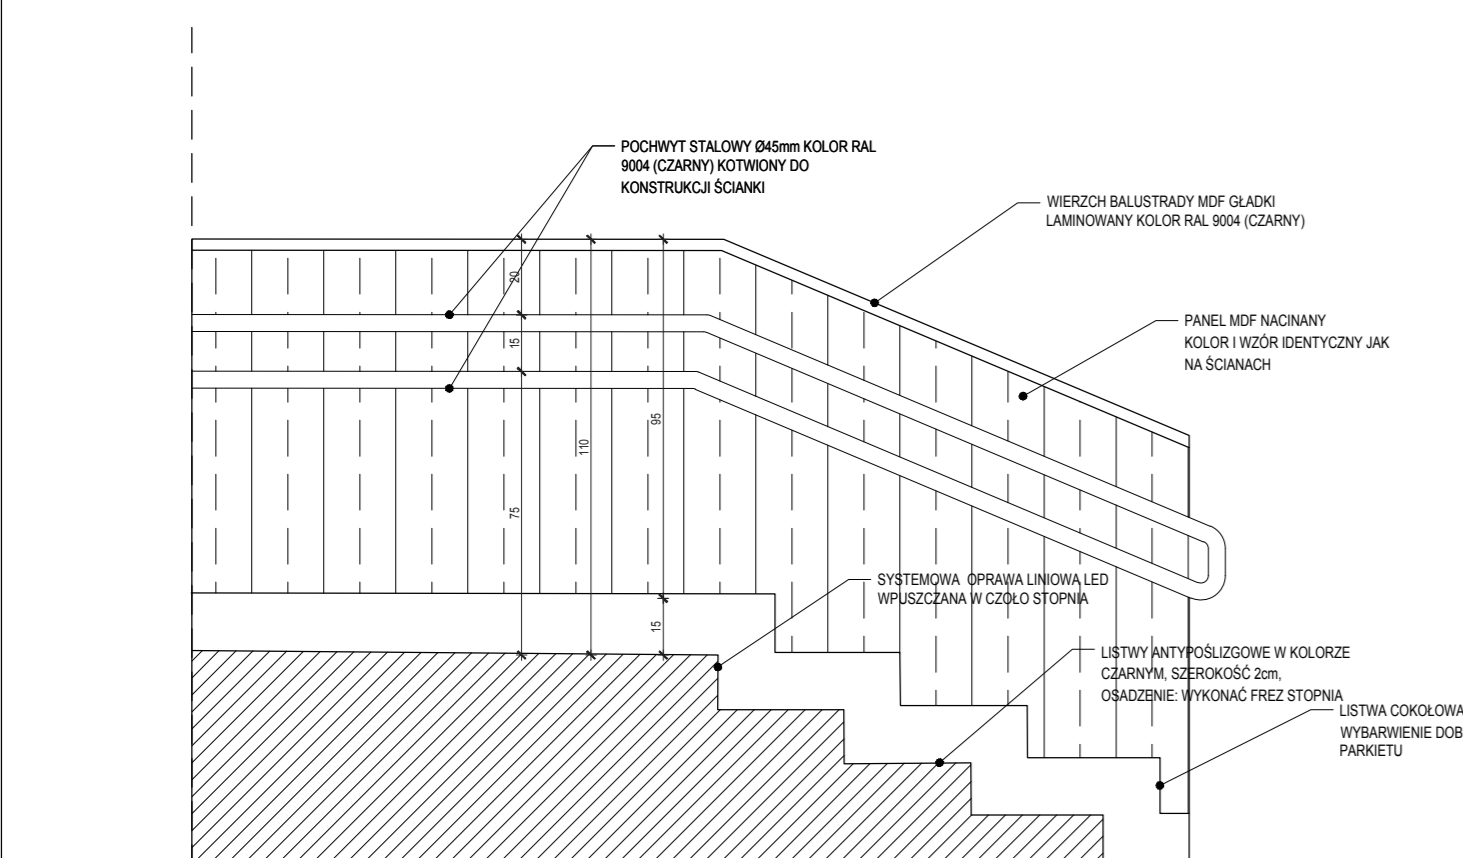 POCHWYT STALOWY Ø45mm KOLOR RAL
9004 (CZARNY) KOTWIONY DO
KONSTRUKCJI ŚCIANKI
WIERZCH BALUSTRADY MDF GŁADKI
LAMINOWANY KOLOR RAL 9004 (CZARNY)
20
PANEL MDF NACINANY
KOLOR I WZÓR IDENTYCZNY JAK
NA ŚCIANACH
15
95
110
75
SYSTEMOWA OPRAWA LINIOWA LED
WPUSZCZANA W CZOŁO STOPNIA
15
LISTWY ANTYPOŚLIZGOWE W KOLORZE
CZARNYM, SZEROKOŚĆ 2cm,
OSADZENIE: WYKONAĆ FREZ STOPNIA
LISTWA COKOŁOWA
WYBARWIENIE DOB
PARKIETU